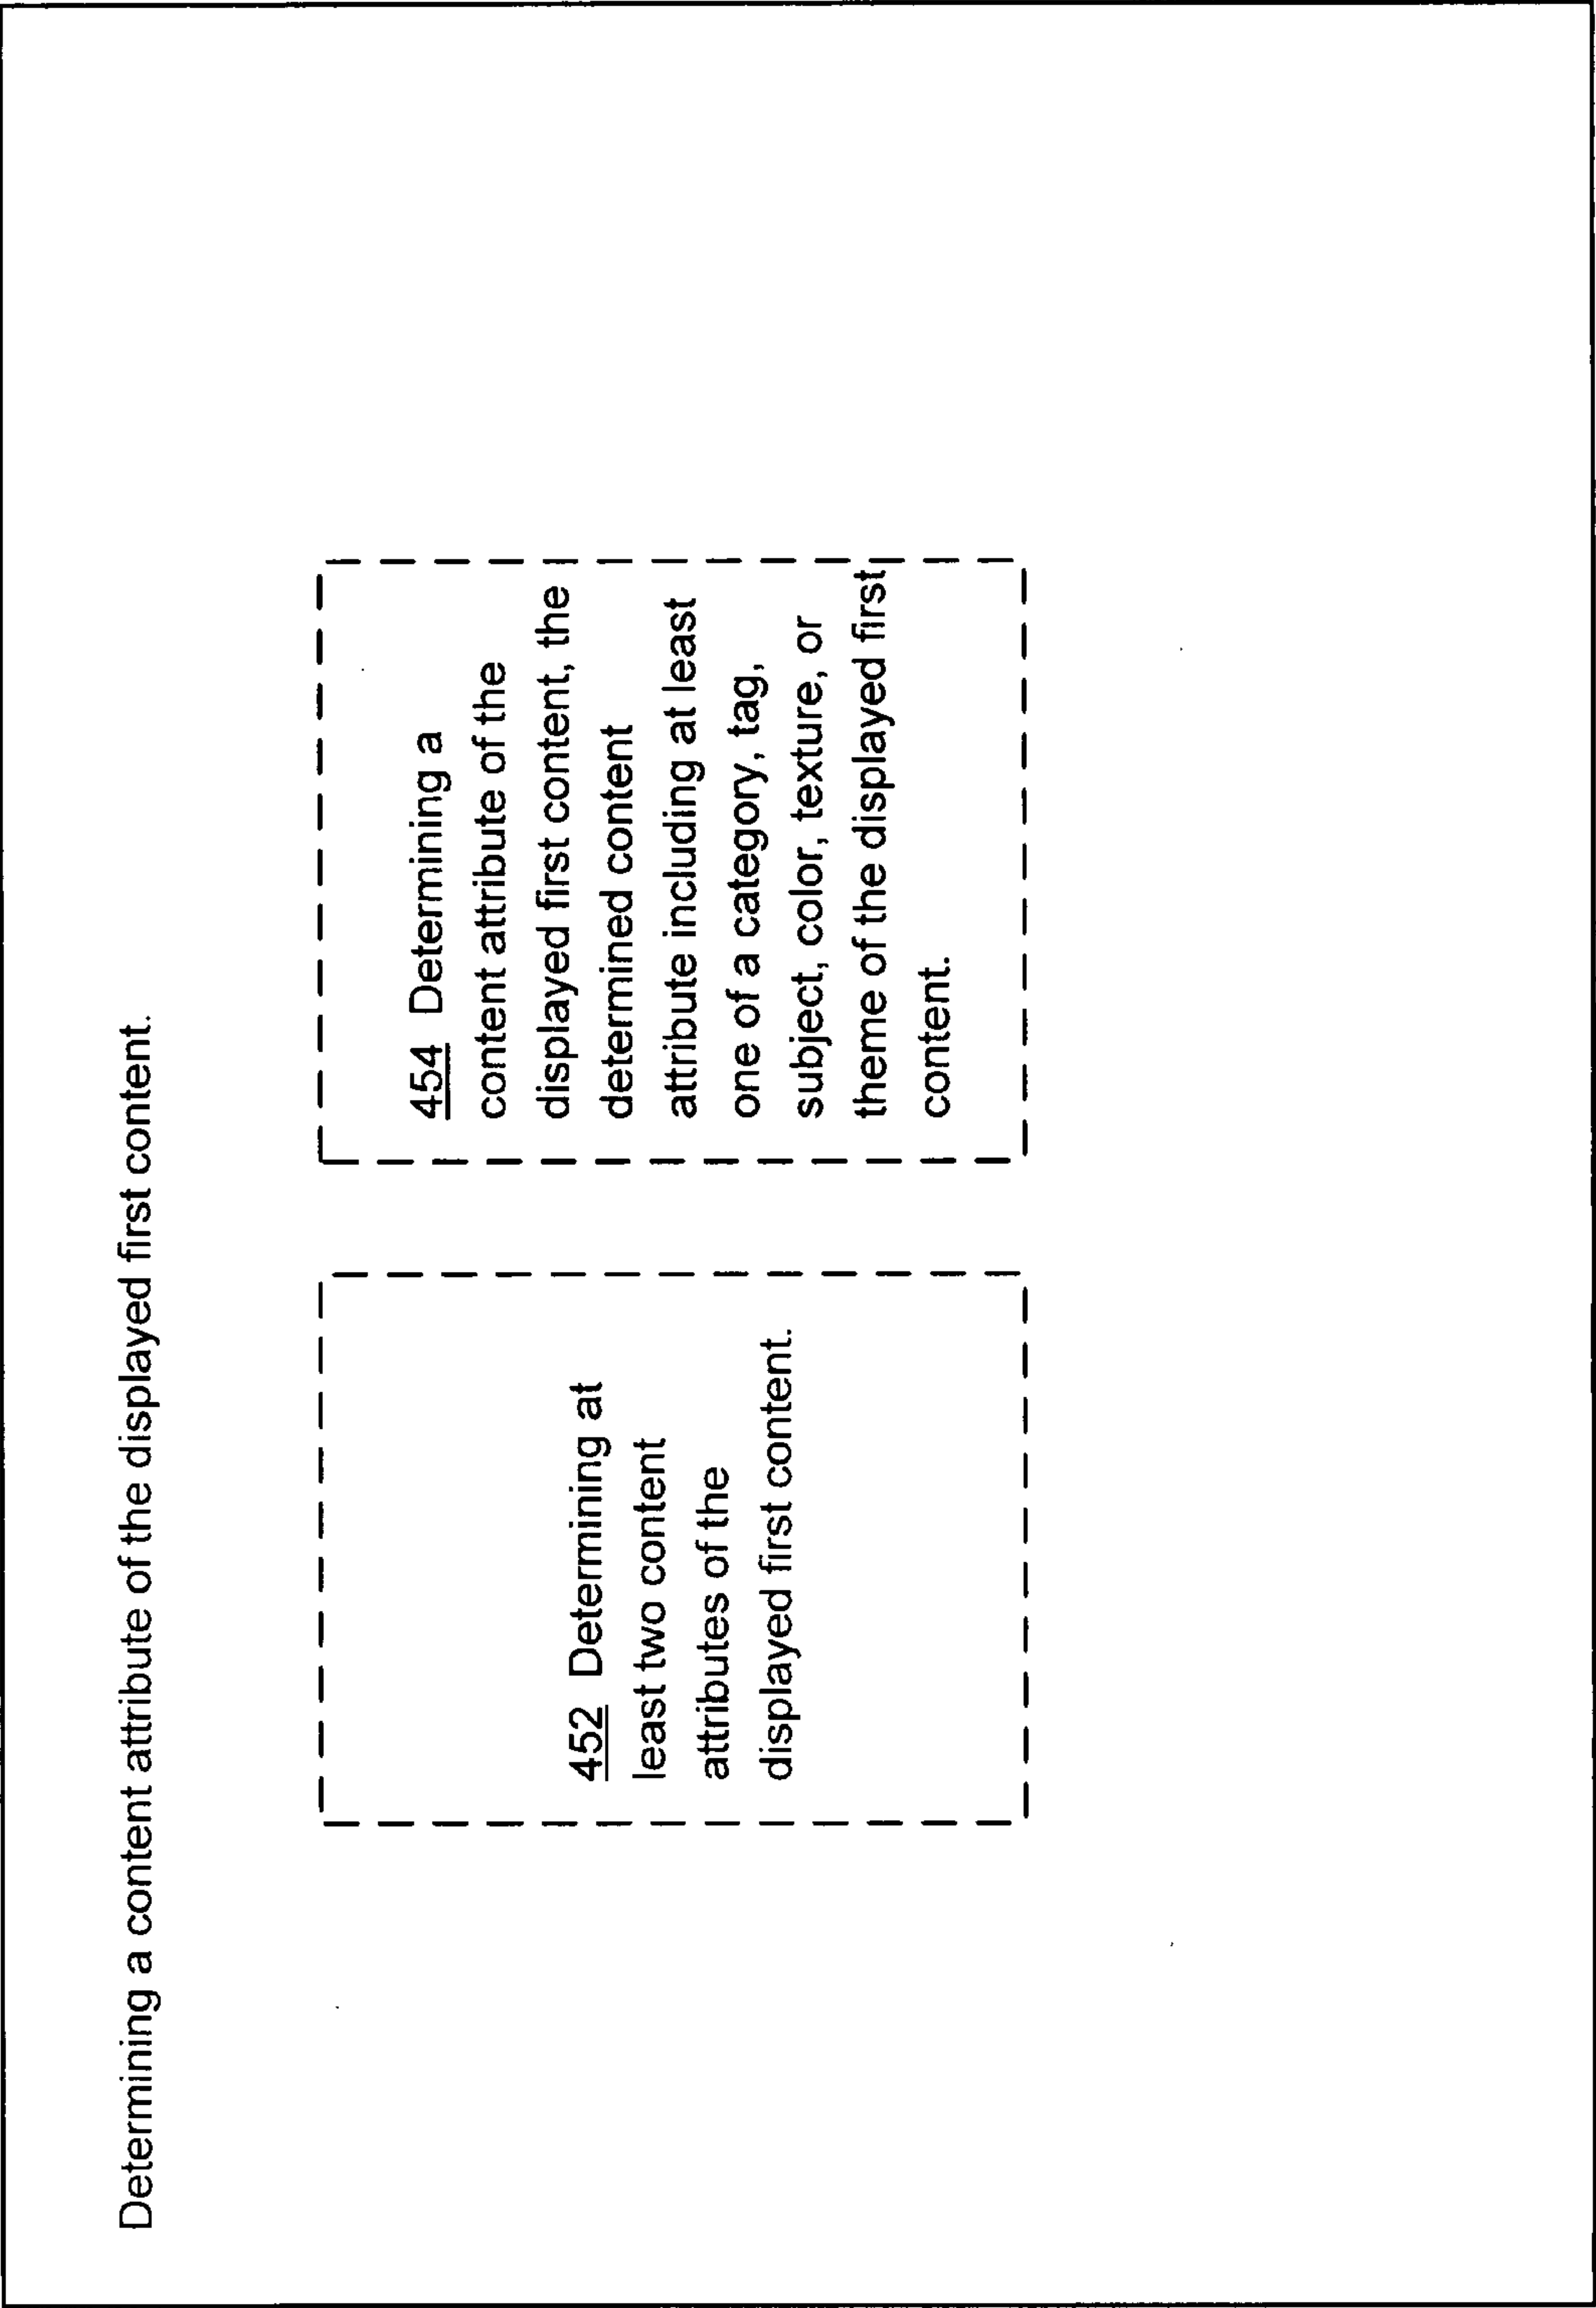 Determining a content attribute of the displayed first content.
452 Determining at
least two content
attributes of the
displayed first content.
454 Determining a
content attribute of the
displayed first content, the
determined content
attribute including at least
one of a category, tag,
subject, color, texture, or
theme of the displayed first
content.